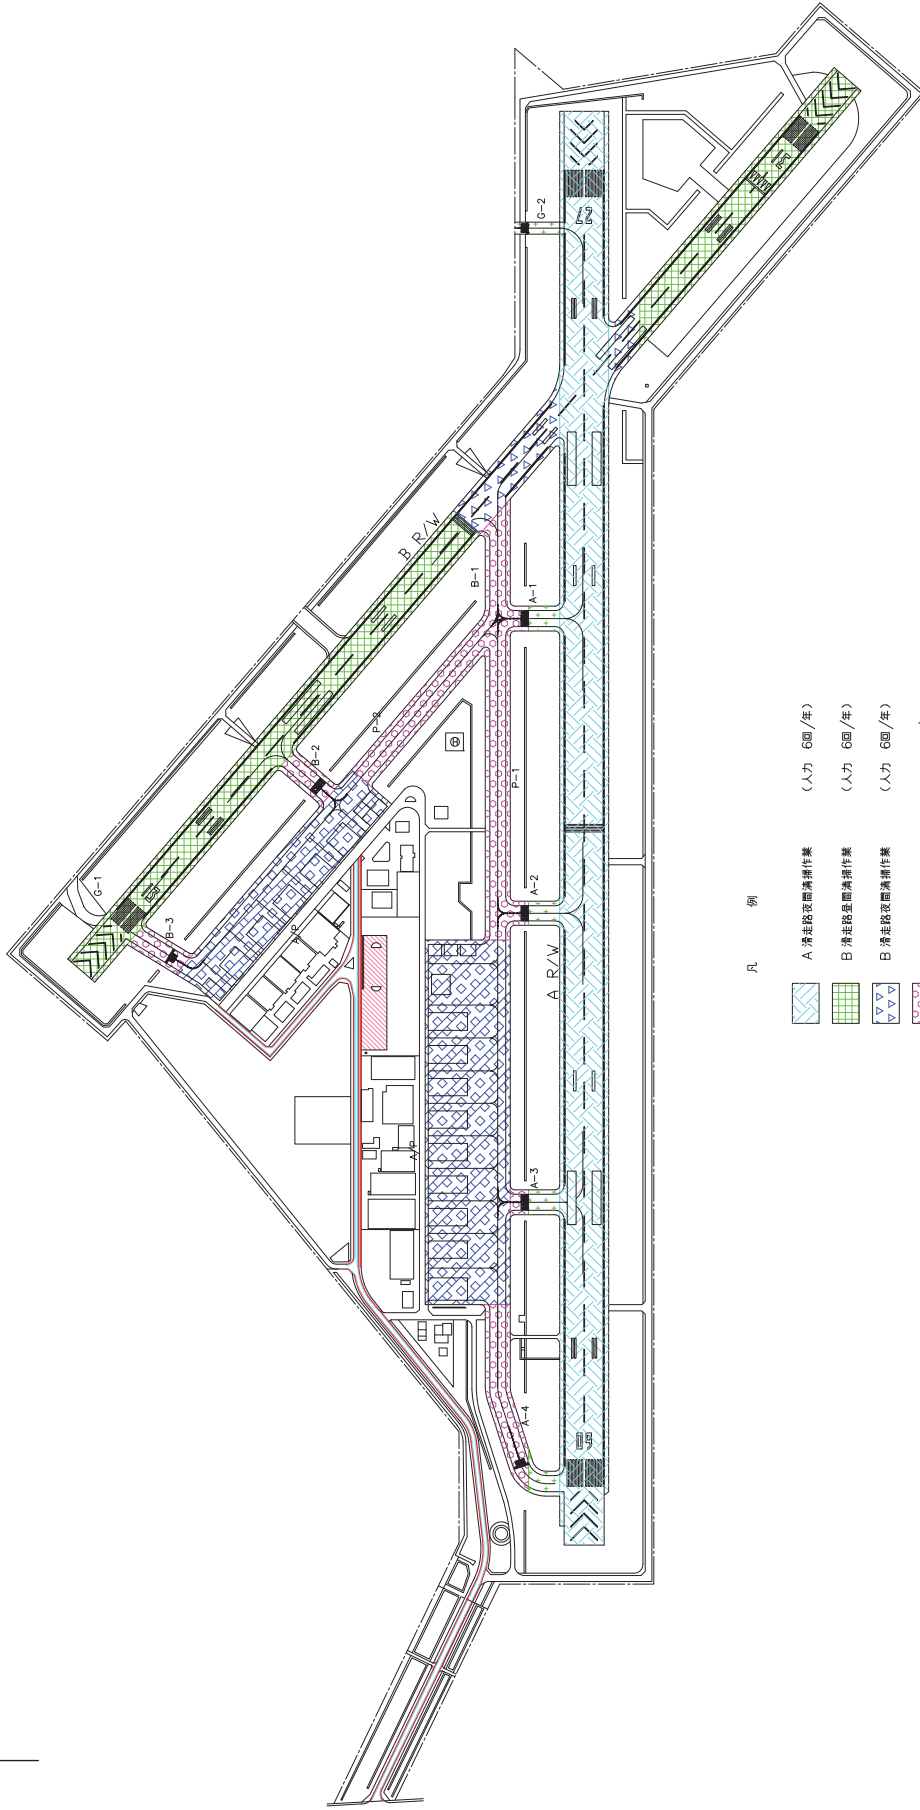 G-2
B R/W
B-1
A-1
P-2
B-2
P-1
G-1
B-3
A-2
A/P
A R/W
A/P
A-3
A-4
凡 例
A 滑走路夜間清掃作業 (人力 6回/年)
B 滑走路昼間清掃作業 (人力 6回/年)
B 滑走路夜間清掃作業 (人力 6回/年)